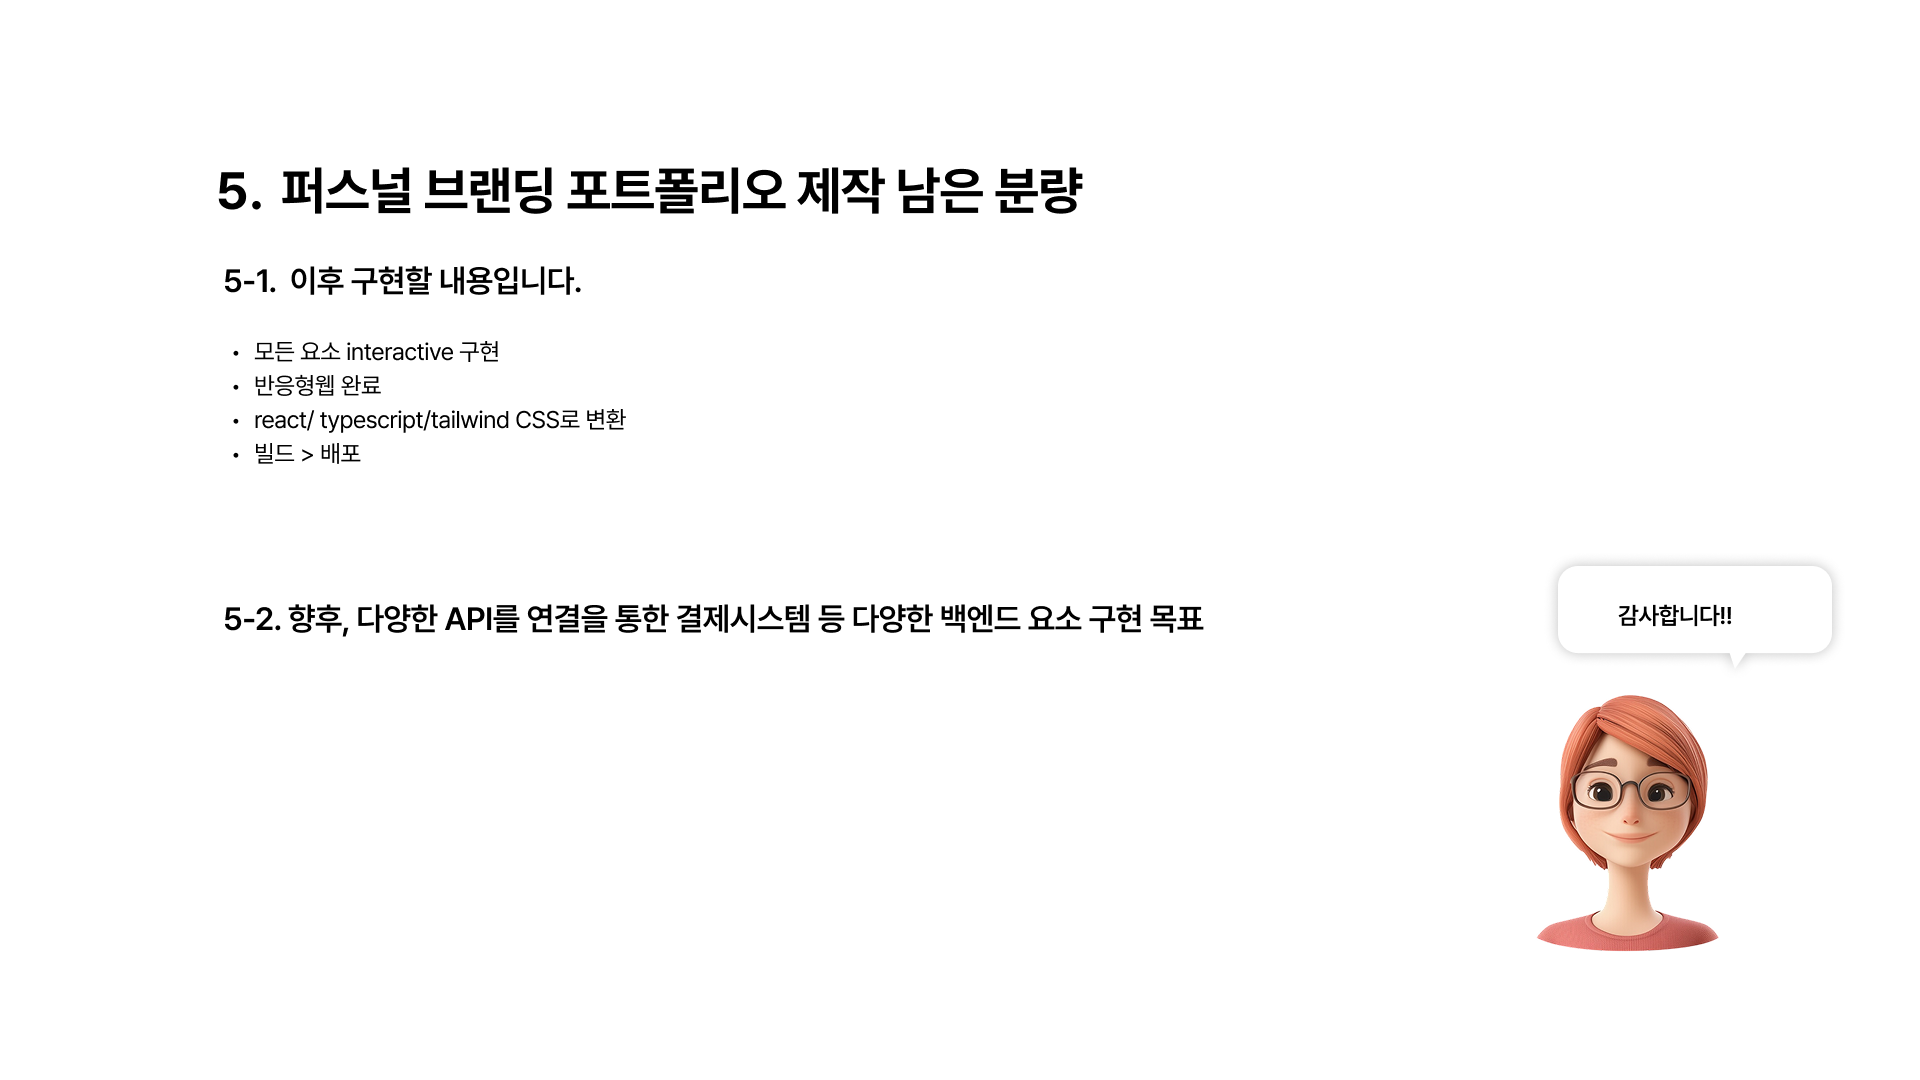 5. 퍼스널 브랜딩 포트폴리오 제작 남은 분량
5-1. 이후 구현할 내용입니다.
• 모든 요소 interactive 구현
• 반응형웹 완료
• react/ typescript/tailwind CSS로 변환
• 빌드 > 배포
5-2. 향후, 다양한 API를 연결을 통한 결제시스템 등 다양한 백엔드 요소 구현 목표
감사합니다!!